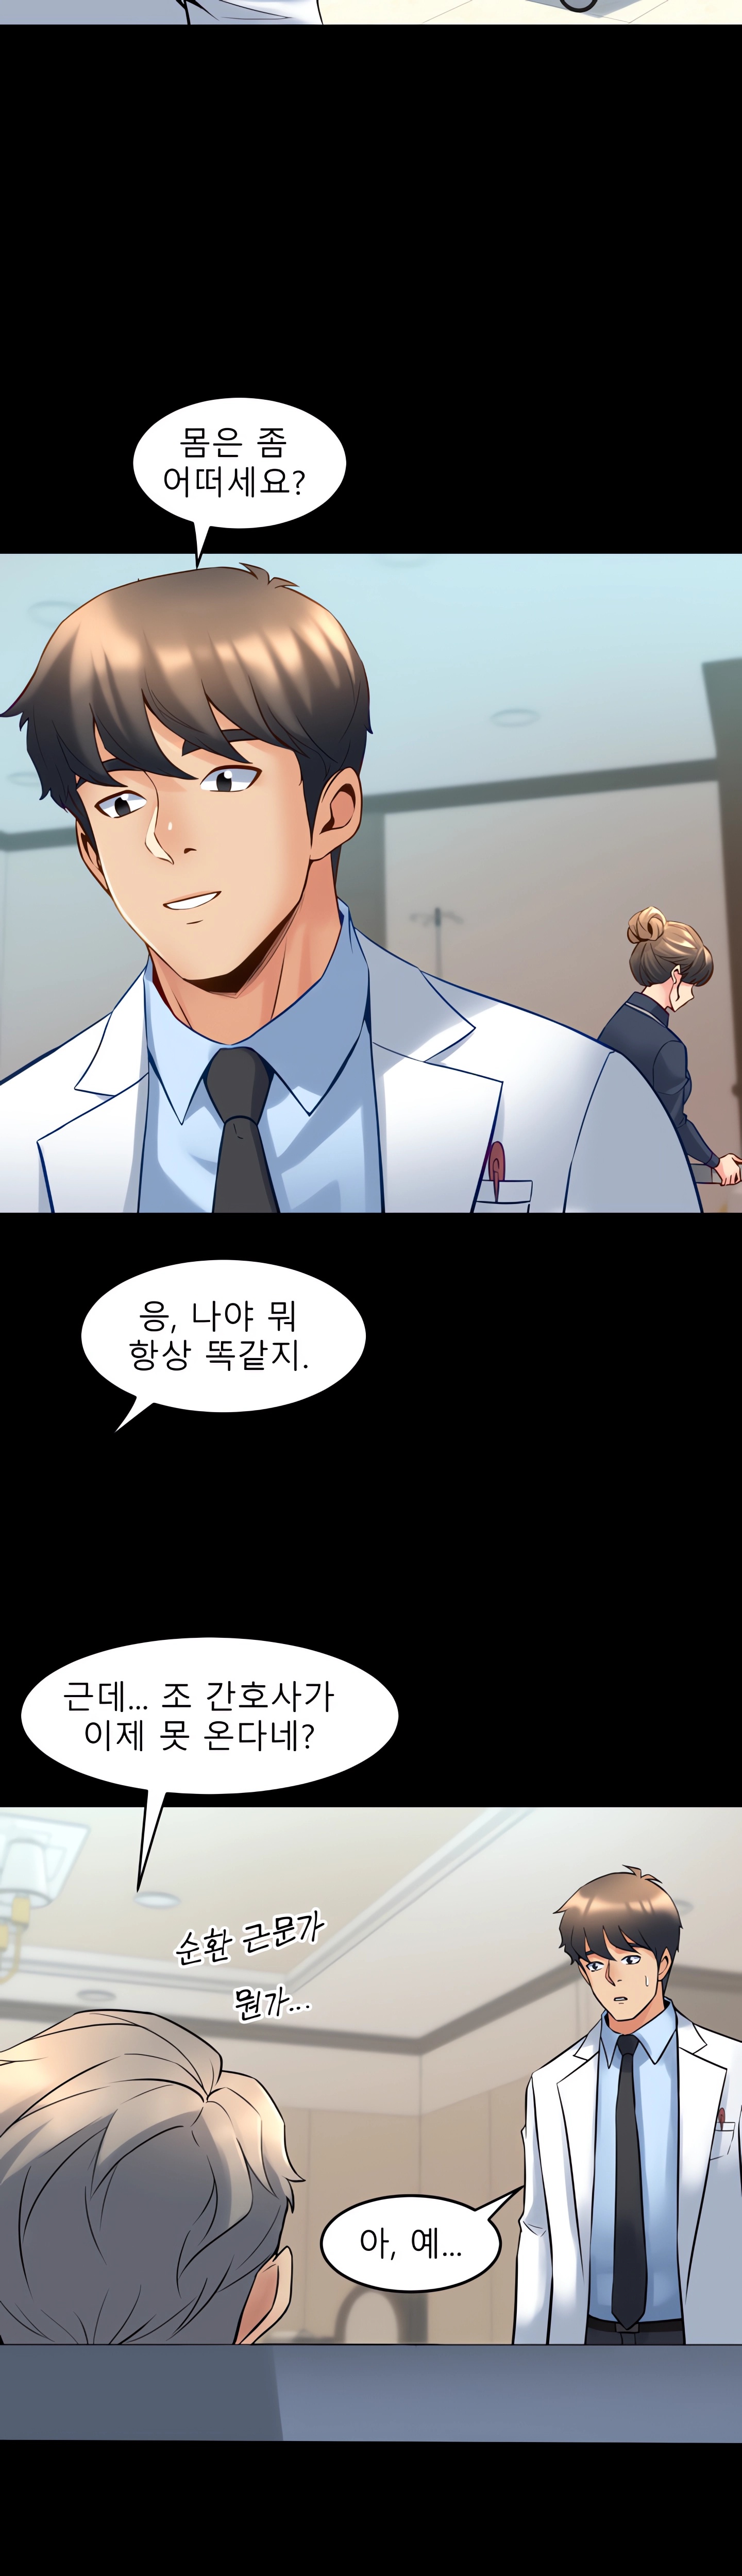 몸은 좀
어떠세요?
응, 나야 뭐
항상 똑같지.
근데... 조 간호사가
이제 못 온다네?
순환 근문가
뭔가...
아, 예...